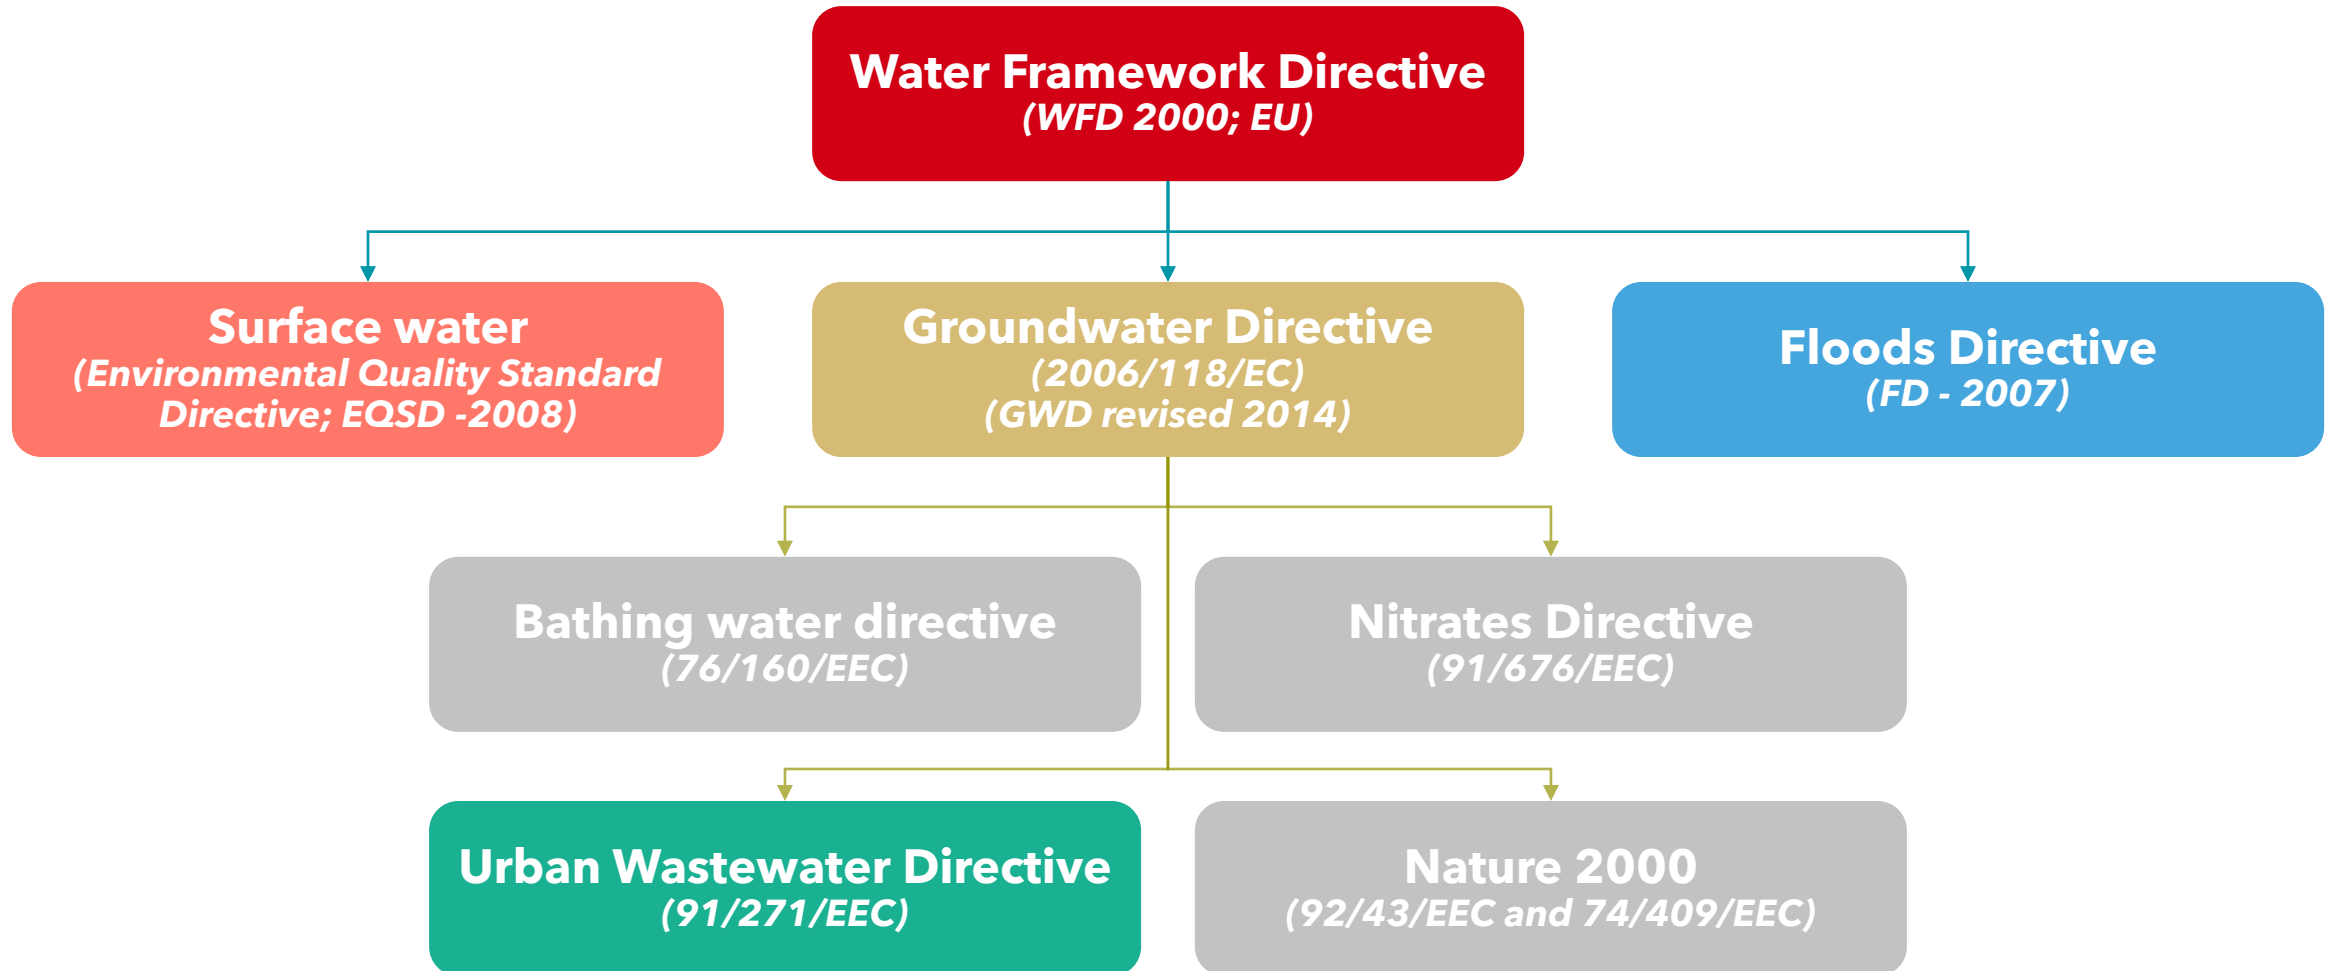 Water Framework Directive
(WFD 2000; EU)
Surface water
(Environmental Quality Standard
Directive; EQSD -2008)
Groundwater Directive
(2006/118/EC)
(GWD revised 2014)
Floods Directive
(FD - 2007)
Bathing water directive
(76/160/EEC)
Nitrates Directive
(91/676/EEC)
Urban Wastewater Directive
(91/271/EEC)
Nature 2000
(92/43/EEC and 74/409/EEC)